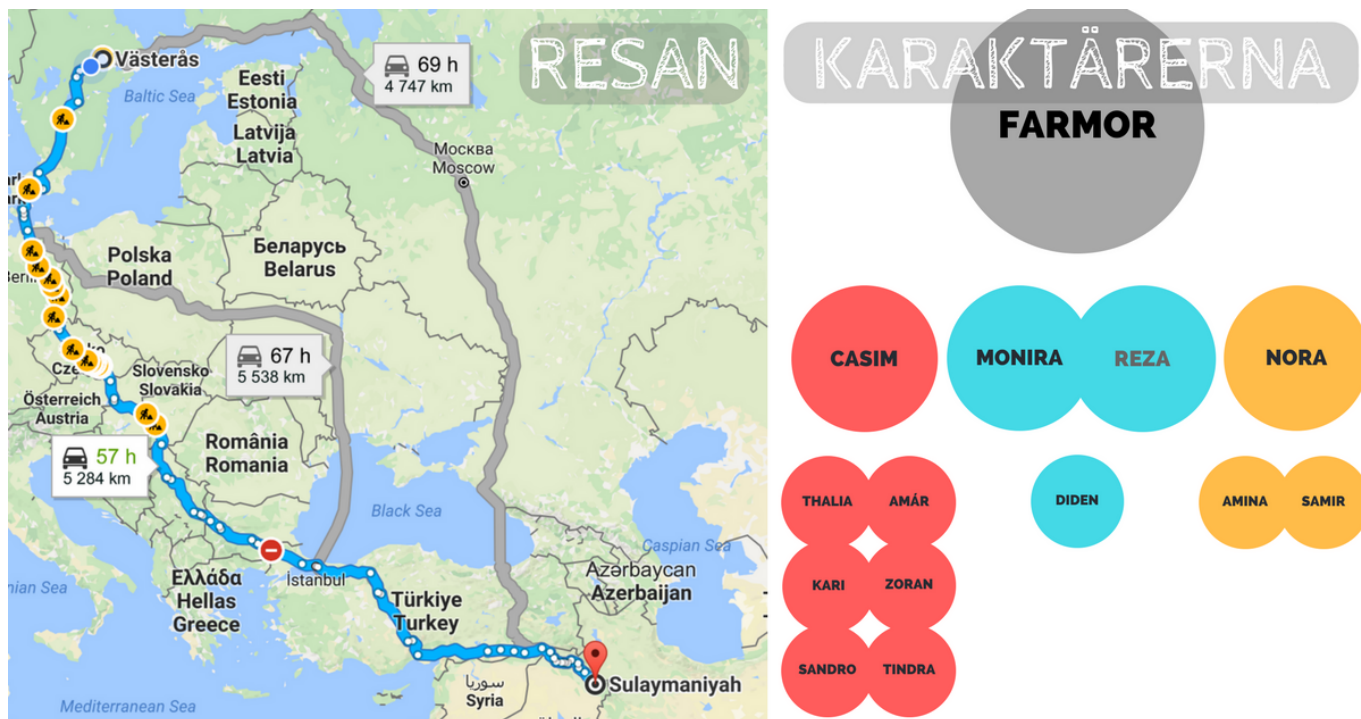 RESAN
Västerås
69 h
4 747 km
Eesti
Estonia
Baltic Sea
Latvija
Latvia
Москва
Moscow
Polska
Poland
Беларусь
Belarus
67 h
5 538 km
Slovensko
Slovakia
Österreich
Austria
57 h
5 284 km
România
Romania
Black Sea
Caspian Sea
İstanbul
Azərbaycan
Azerbaijan
Ελλάδα
Hellas
Greece
Türkiye
Turkey
سوريا
Syria
Sulaymaniyah
Mediterranean Sea
KARAKTÄRERNA
FARMOR
CASIM
MONIRA
REZA
NORA
THALIA
AMÁR
DIDEN
AMINA
SAMIR
KARI
ZORAN
SANDRO
TINDRA